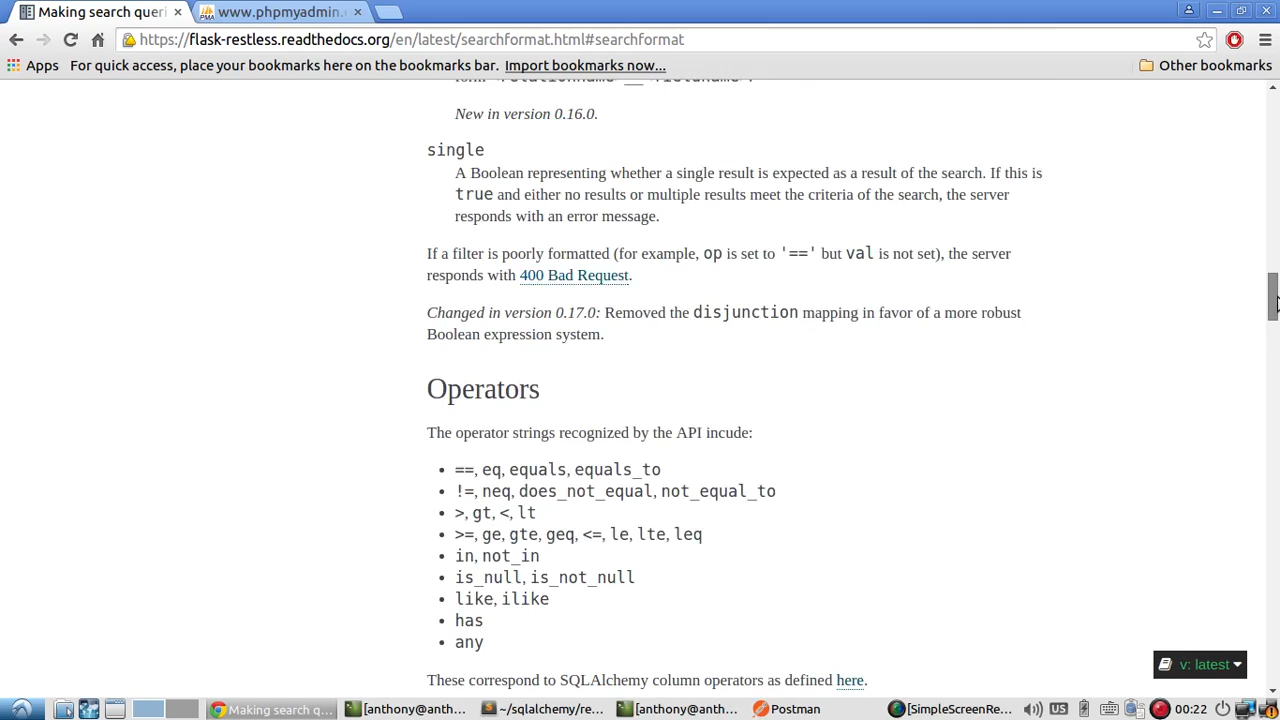 Making search queri
www.phpmyadmin.
https://flask-restless.readthedocs.org/en/latest/searchformat.html#searchformat
Apps For quick access, place your bookmarks here on the bookmarks bar. Import bookmarks now... Other bookmarks
New in version 0.16.0.
single
A Boolean representing whether a single result is expected as a result of the search. If this is
true and either no results or multiple results meet the criteria of the search, the server
responds with an error message.
If a filter is poorly formatted (for example, op is set to '==' but val is not set), the server
responds with 400 Bad Request.
Changed in version 0.17.0: Removed the disjunction mapping in favor of a more robust
Boolean expression system.
Operators
The operator strings recognized by the API incude:
• ==, eq, equals, equals_to
• !=, neq, does_not_equal, not_equal_to
• >, gt, <, lt
• >=, ge, gte, geq, <=, le, lte, leq
• in, not_in
• is_null, is_not_null
• like, ilike
• has
• any
v: latest
These correspond to SQLAlchemy column operators as defined here.
Making search q... [anthony@anth... ~/sqlalchemy/re... [anthony@anth... Postman [SimpleScreenRe... US 00:22